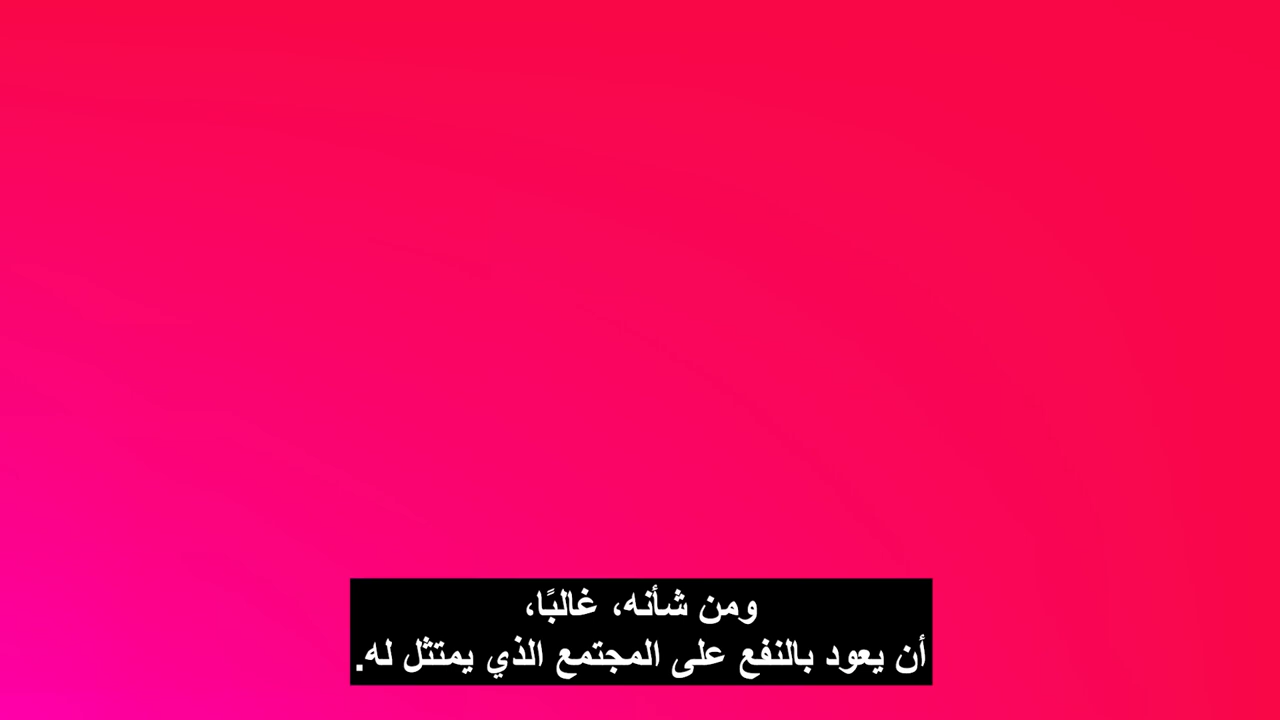 ومن شأنه، غالبًا،
أن يعود بالنفع على المجتمع الذي يمتثل له.